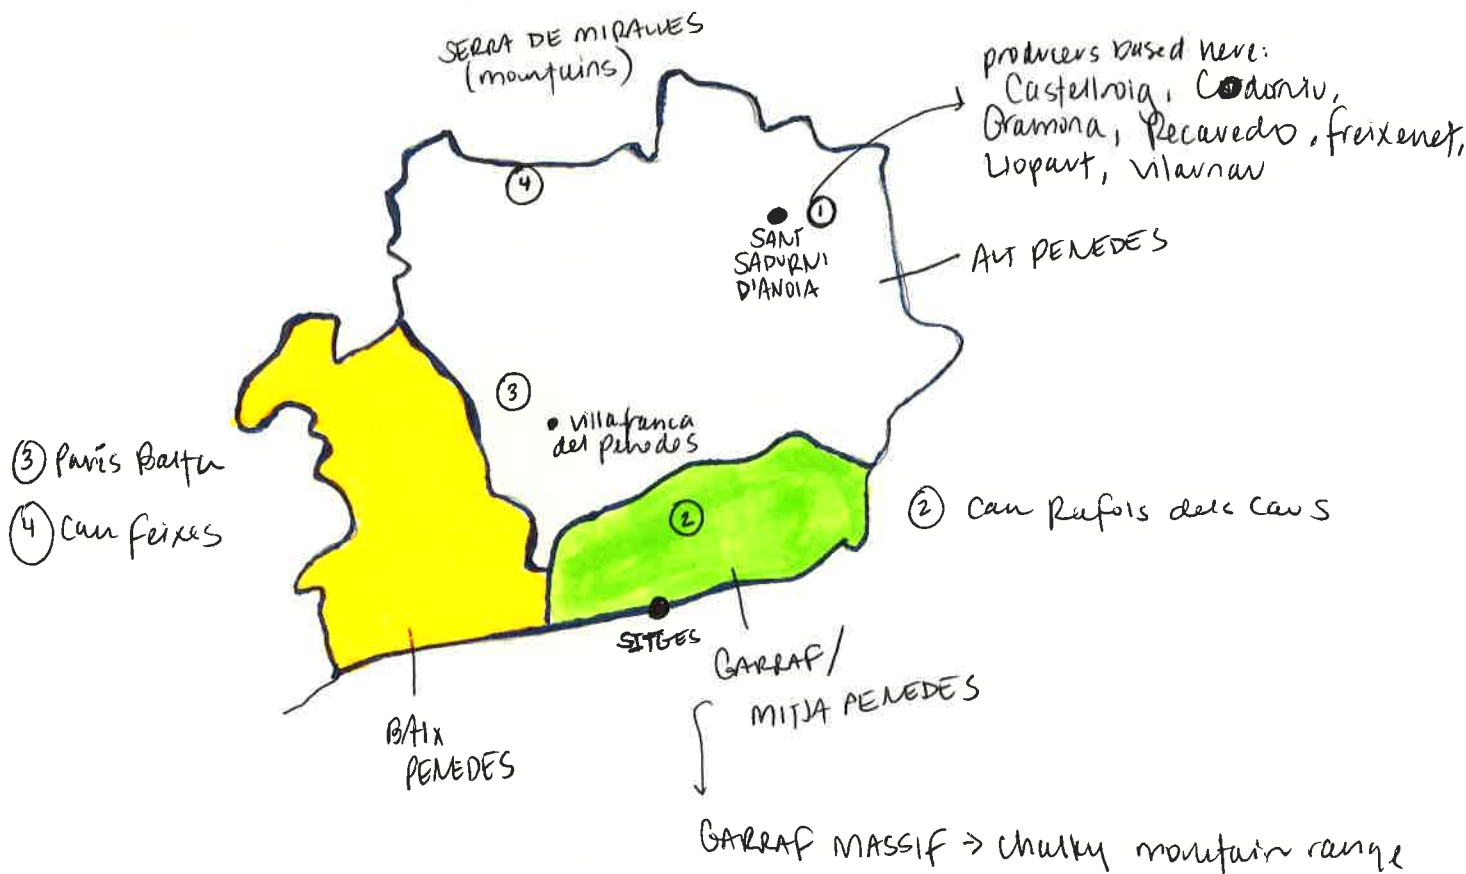 SERRA DE MIRALLES
(mountains)
producers based here:
Castellroig, Codorniu,
Gramona, Recaredo, freixenet,
Llopart, vilarnau
4
1
SANT
SADURNI
D'ANOIA
ALT PENEDES
3
• villafranca
del penedes
3 Parés Balta
4 Can feixes
2
2 Can Rafols dels Caus
SITGES
GARRAF/
MITJA PENEDES
BAIX
PENEDES
GARRAF MASSIF → chalky mountain range